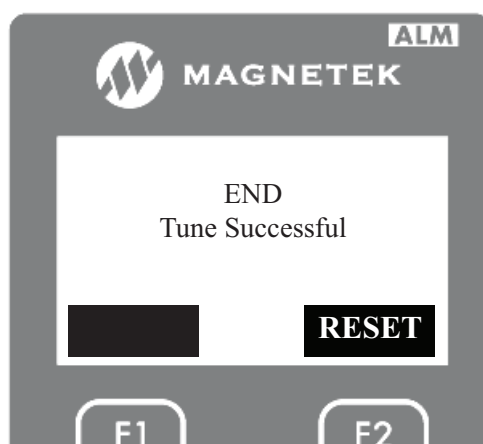 ALM
MAGNETEK
END
Tune Successful
RESET
F1 F2